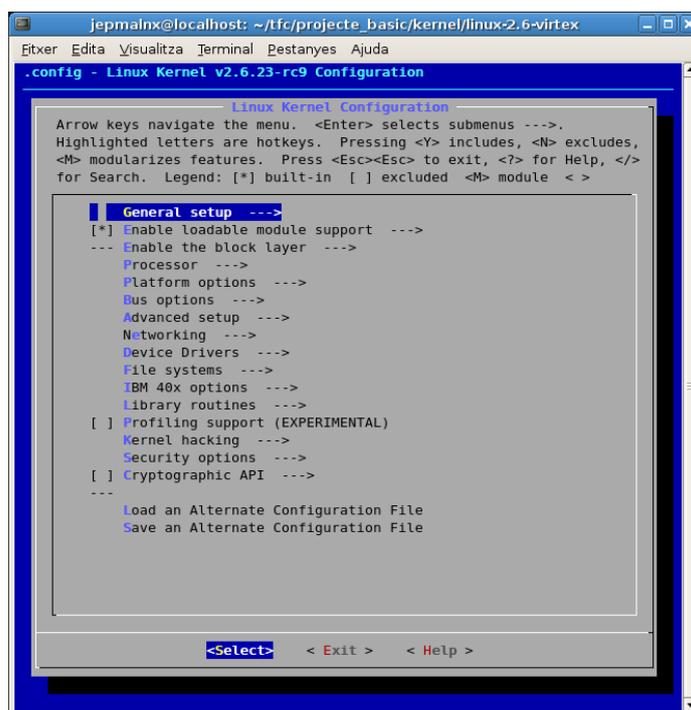 jepmalnx@localhost: ~/tfc/projecte_basic/kernel/linux-2.6-virtex
Fitxer Edita Visualitza Terminal Pestanyes Ajuda
.config - Linux Kernel v2.6.23-rc9 Configuration
Linux Kernel Configuration
Arrow keys navigate the menu. <Enter> selects submenus --->.
Highlighted letters are hotkeys. Pressing <Y> includes, <N> excludes,
<M> modularizes features. Press <Esc><Esc> to exit, <?> for Help, </>
for Search. Legend: [*] built-in [ ] excluded <M> module < >
General setup --->
[*] Enable loadable module support --->
--- Enable the block layer --->
Processor --->
Platform options --->
Bus options --->
Advanced setup --->
Networking --->
Device Drivers --->
File systems --->
IBM 40x options --->
Library routines --->
[ ] Profiling support (EXPERIMENTAL)
Kernel hacking --->
Security options --->
[ ] Cryptographic API --->
---
Load an Alternate Configuration File
Save an Alternate Configuration File
<Select> < Exit > < Help >